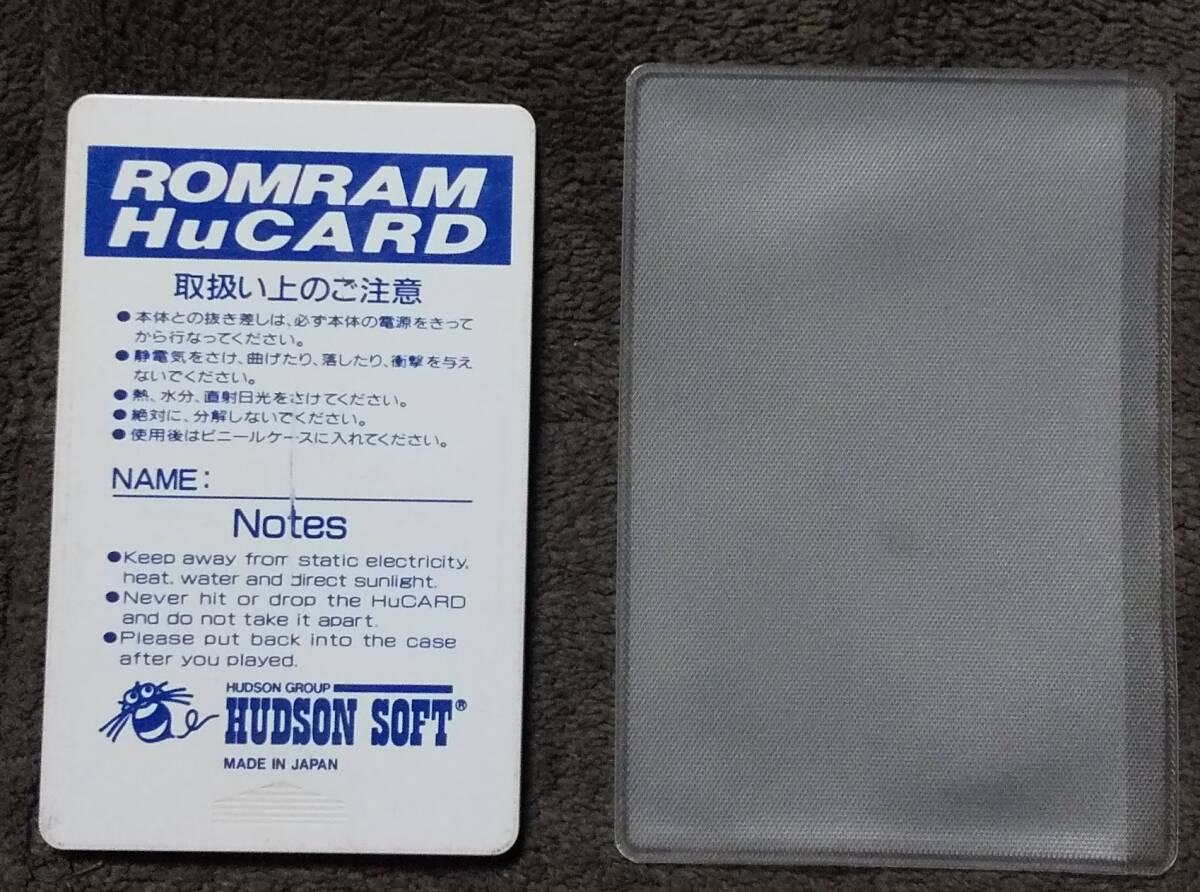 ROMRAM
HuCARD
取扱い上のご注意
●本体との抜き差しは、必ず本体の電源をきって
から行なってください。
●静電気をさけ、曲げたり、落したり、衝撃を与え
ないでください。
●熱、水分、直射日光をさけてください。
●絶対に、分解しないでください。
●使用後はビニールケースに入れてください。
NAME:
Notes
●Keep away from static electricity,
heat, water and direct sunlight.
●Never hit or drop the HuCARD
and do not take it apart.
●Please put back into the case
after you played.
HUDSON GROUP
HUDSON SOFT®
MADE IN JAPAN